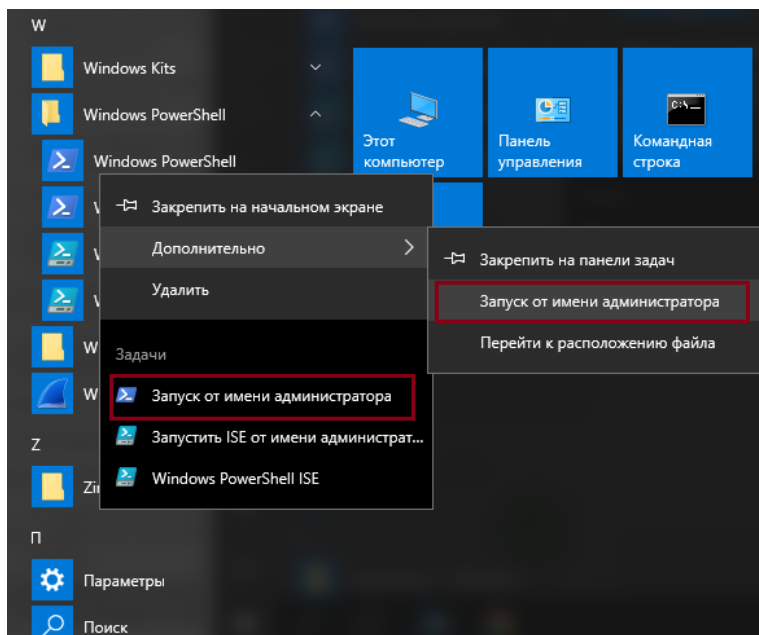 W
Windows Kits
Windows PowerShell
Windows PowerShell
W
Z
П
Параметры
Поиск
Этот
компьютер
Панель
управления
C:\
Командная
строка
Закрепить на начальном экране
Дополнительно
Удалить
Задачи
Запуск от имени администратора
Запустить ISE от имени администрат...
Windows PowerShell ISE
Закрепить на панели задач
Запуск от имени администратора
Перейти к расположению файла